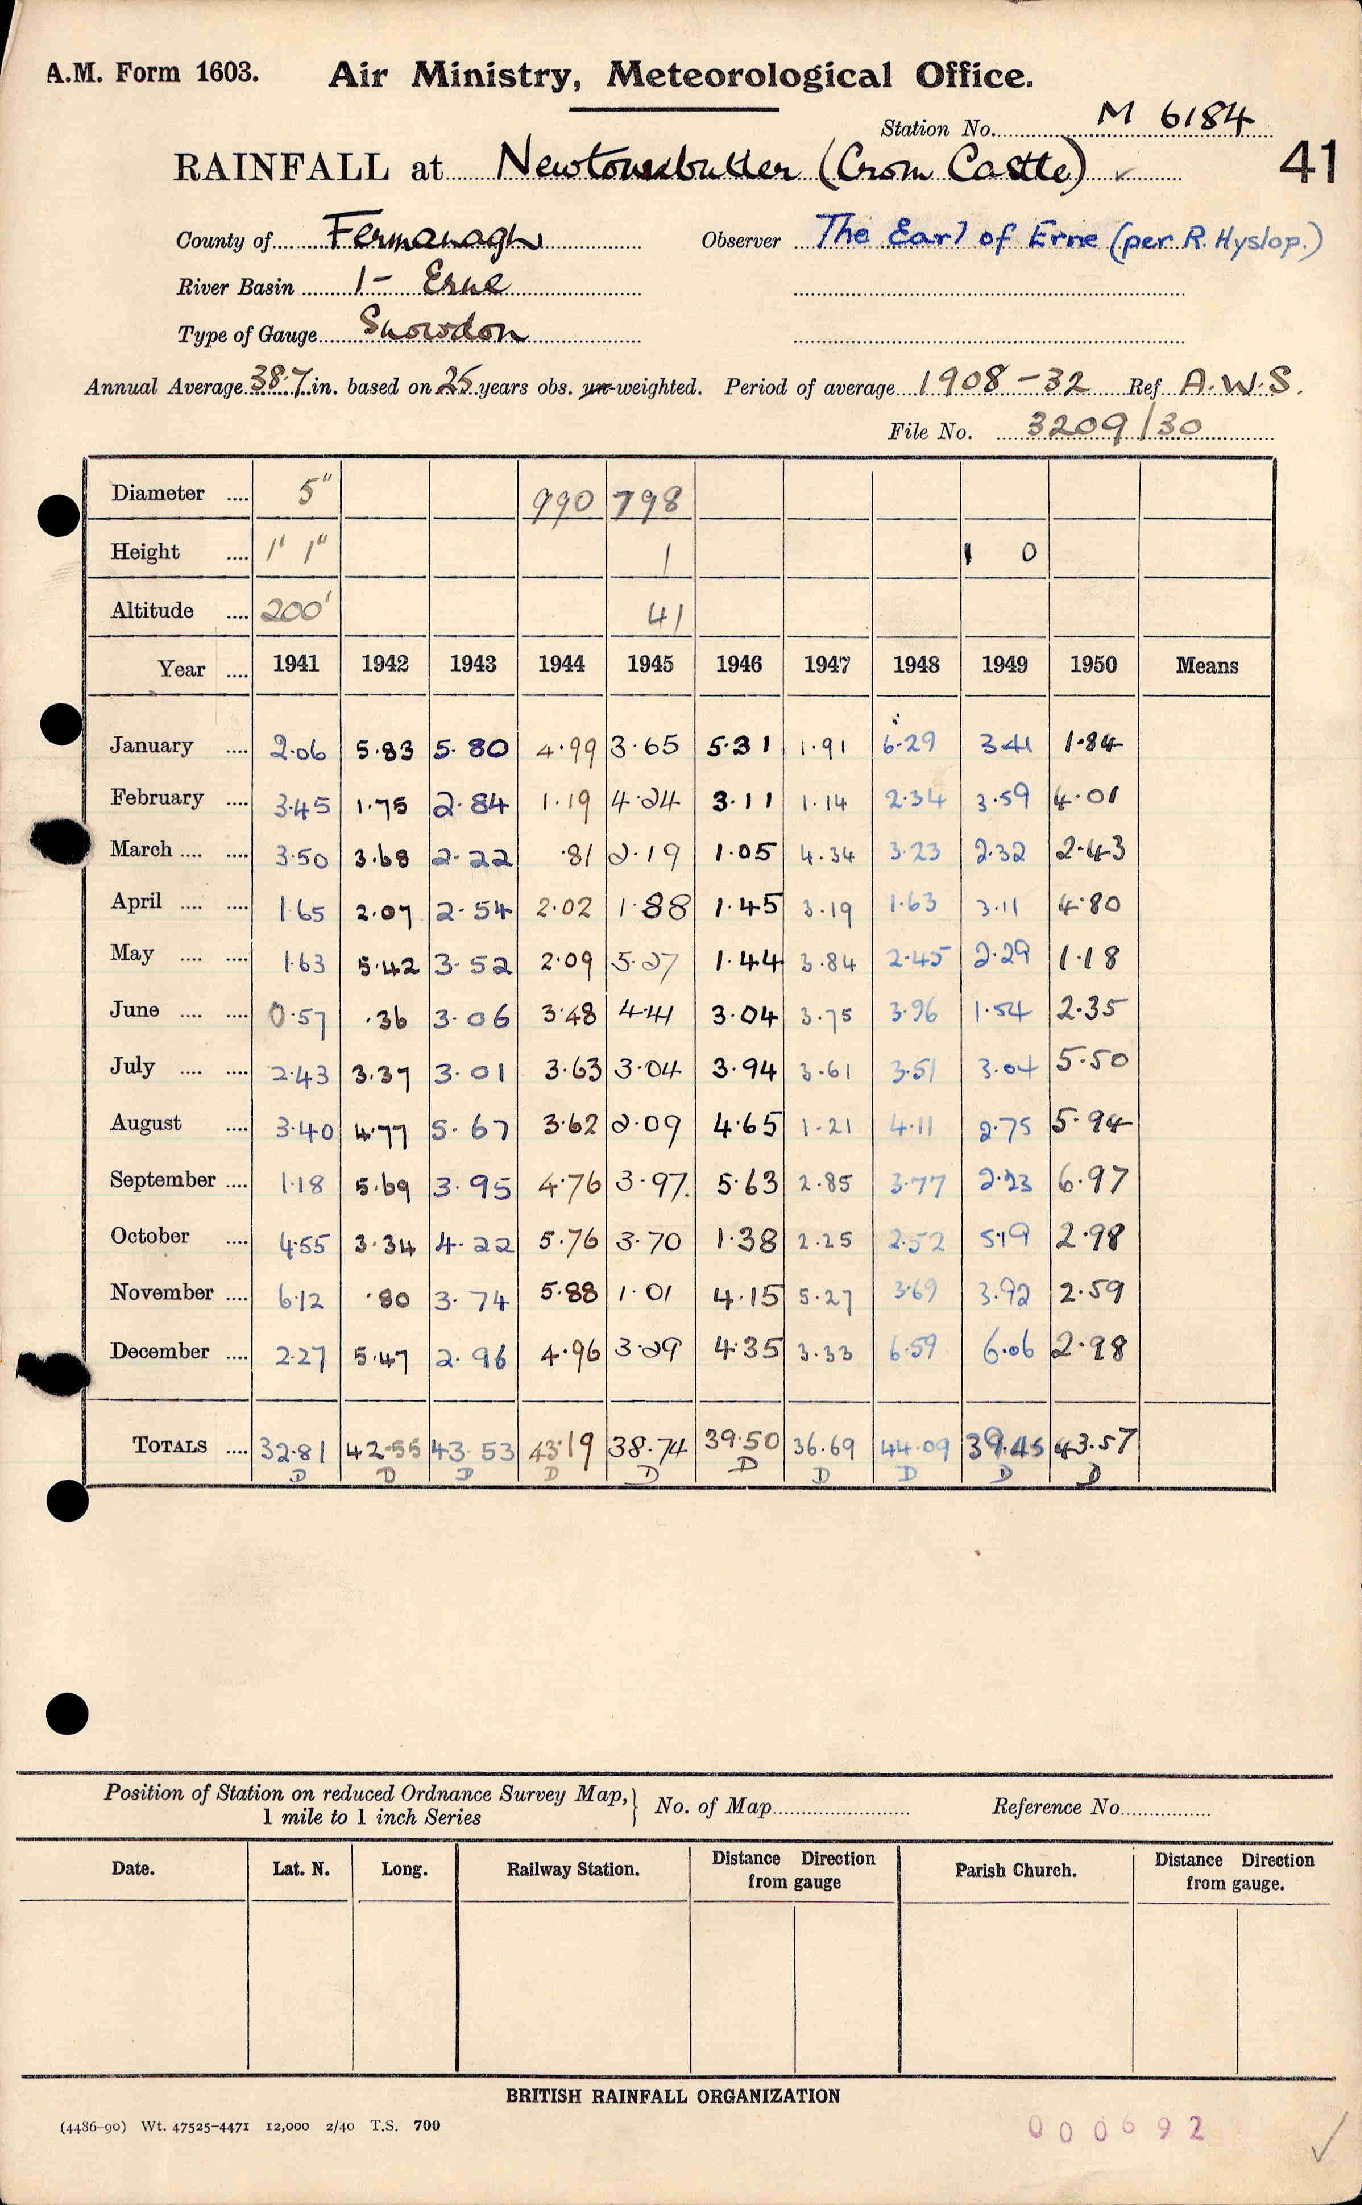 A.M. Form 1603. Air Ministry, Meteorological Office.
Station No. M 6184
41
RAINFALL at Newtownbutler (Crom Castle) ✓
County of Fermanagh Observer The Earl of Erne (per R. Hyslop.)
River Basin 1- Erne
Type of Gauge Snowdon
Annual Average 38.7 in. based on 25 years obs. un-weighted. Period of average 1908-32 Ref A.W.S.
File No. 3209/30
Diameter .... 5" 990 798
Height .... 1' 1" 1 1 0
Altitude .... 200' 41
Year .... 1941 1942 1943 1944 1945 1946 1947 1948 1949 1950 Means
January .... 2.06 5.83 5.80 4.99 3.65 5.31 1.91 6.29 3.41 1.84
February .... 3.45 1.75 2.84 1.19 4.24 3.11 1.14 2.34 3.59 4.01
March .... .... 3.50 3.68 2.22 .81 2.19 1.05 4.34 3.23 2.32 2.43
April .... .... 1.65 2.07 2.54 2.02 1.88 1.45 3.19 1.63 3.11 4.80
May .... .... 1.63 5.42 3.52 2.09 5.27 1.44 3.84 2.45 2.29 1.18
June .... .... 0.57 .36 3.06 3.48 4.41 3.04 3.75 3.96 1.54 2.35
July .... .... 2.43 3.37 3.01 3.63 3.04 3.94 3.61 3.51 3.04 5.50
August .... 3.40 4.77 5.67 3.62 2.09 4.65 1.21 4.11 2.75 5.94
September .... 1.18 5.69 3.95 4.76 3.97. 5.63 2.85 3.77 2.23 6.97
October .... 4.55 3.34 4.22 5.76 3.70 1.38 2.25 2.52 5.19 2.98
November .... 6.12 .80 3.74 5.88 1.01 4.15 5.27 3.69 3.92 2.59
December .... 2.27 5.47 2.96 4.96 3.29 4.35 3.33 6.59 6.06 2.98
TOTALS .... 32.81 42.55 43.53 43.19 38.74 39.50 36.69 44.09 39.45 43.57
D D D D D D D D D D
Position of Station on reduced Ordnance Survey Map,} No. of Map Reference No.
1 mile to 1 inch Series
Date. Lat. N. Long. Railway Station. Distance Direction from gauge Parish Church. Distance Direction from gauge.
BRITISH RAINFALL ORGANIZATION
(4486-90) Wt. 47525-4471 12,000 2/40 T.S. 700
000692 ✓